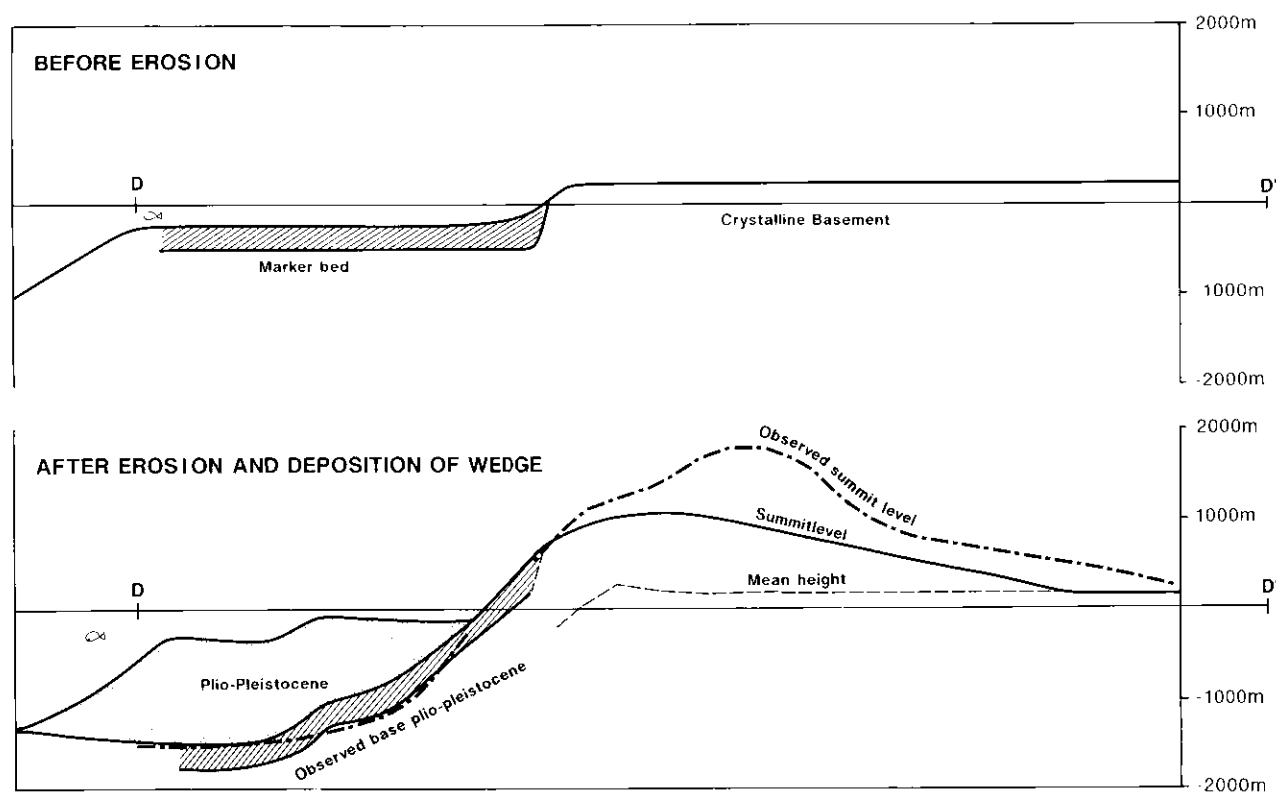 2000m
BEFORE EROSION
1000m
D
D'
Crystalline Basement
Marker bed
1000m
-2000m
2000m
Observed summit level
AFTER EROSION AND DEPOSITION OF WEDGE
1000m
Summitlevel
Mean height
D
D'
Plio-Pleistocene
-1000m
Observed base plio-pleistocene
-2000m